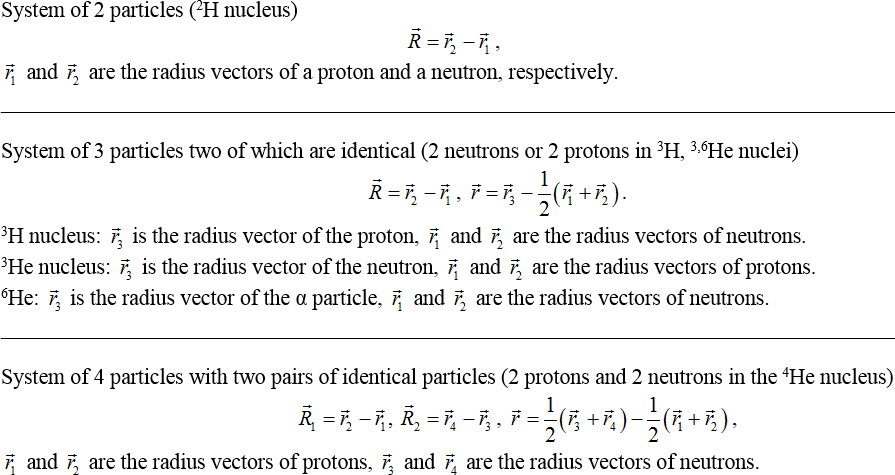 System of 2 particles (²H nucleus)
$\vec{R} = \vec{r}_2 - \vec{r}_1$ ,
$\vec{r}_1$ and $\vec{r}_2$ are the radius vectors of a proton and a neutron, respectively.
System of 3 particles two of which are identical (2 neutrons or 2 protons in ³H, ³,⁶He nuclei)
$\vec{R} = \vec{r}_2 - \vec{r}_1$ , $\vec{r} = \vec{r}_3 - \frac{1}{2}(\vec{r}_1 + \vec{r}_2)$.
³H nucleus: $\vec{r}_3$ is the radius vector of the proton, $\vec{r}_1$ and $\vec{r}_2$ are the radius vectors of neutrons.
³He nucleus: $\vec{r}_3$ is the radius vector of the neutron, $\vec{r}_1$ and $\vec{r}_2$ are the radius vectors of protons.
⁶He: $\vec{r}_3$ is the radius vector of the α particle, $\vec{r}_1$ and $\vec{r}_2$ are the radius vectors of neutrons.
System of 4 particles with two pairs of identical particles (2 protons and 2 neutrons in the ⁴He nucleus)
$\vec{R}_1 = \vec{r}_2 - \vec{r}_1$, $\vec{R}_2 = \vec{r}_4 - \vec{r}_3$ , $\vec{r} = \frac{1}{2}(\vec{r}_3 + \vec{r}_4) - \frac{1}{2}(\vec{r}_1 + \vec{r}_2)$,
$\vec{r}_1$ and $\vec{r}_2$ are the radius vectors of protons, $\vec{r}_3$ and $\vec{r}_4$ are the radius vectors of neutrons.